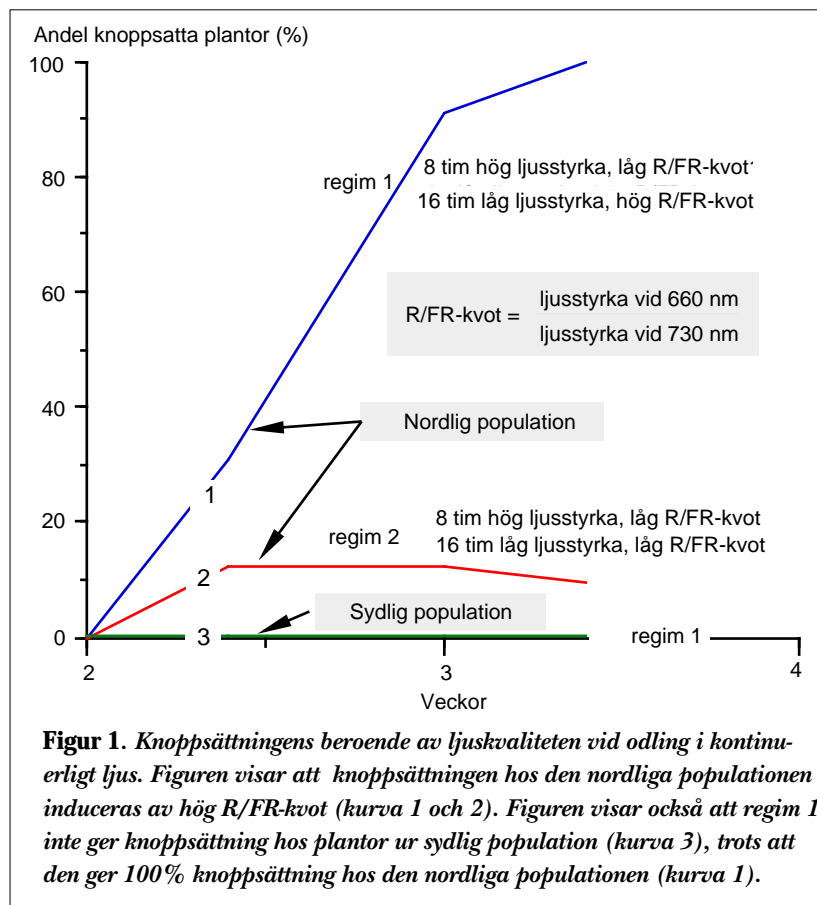 Andel knoppsatta plantor (%)
100
80
60
40
20
0
regim 1
8 tim hög ljusstyrka, låg R/FR-kvot
16 tim låg ljusstyrka, hög R/FR-kvot
R/FR-kvot = ljusstyrka vid 660 nm
ljusstyrka vid 730 nm
Nordlig population
1
regim 2
8 tim hög ljusstyrka, låg R/FR-kvot
16 tim låg ljusstyrka, låg R/FR-kvot
2
Sydlig population
3
regim 1
2
3
4
Veckor
Figur 1. Knoppsättningens beroende av ljuskvaliteten vid odling i kontinu-
erligt ljus. Figuren visar att knoppsättningen hos den nordliga populationen
induceras av hög R/FR-kvot (kurva 1 och 2). Figuren visar också att regim 1
inte ger knoppsättning hos plantor ur sydlig population (kurva 3), trots att
den ger 100% knoppsättning hos den nordliga populationen (kurva 1).